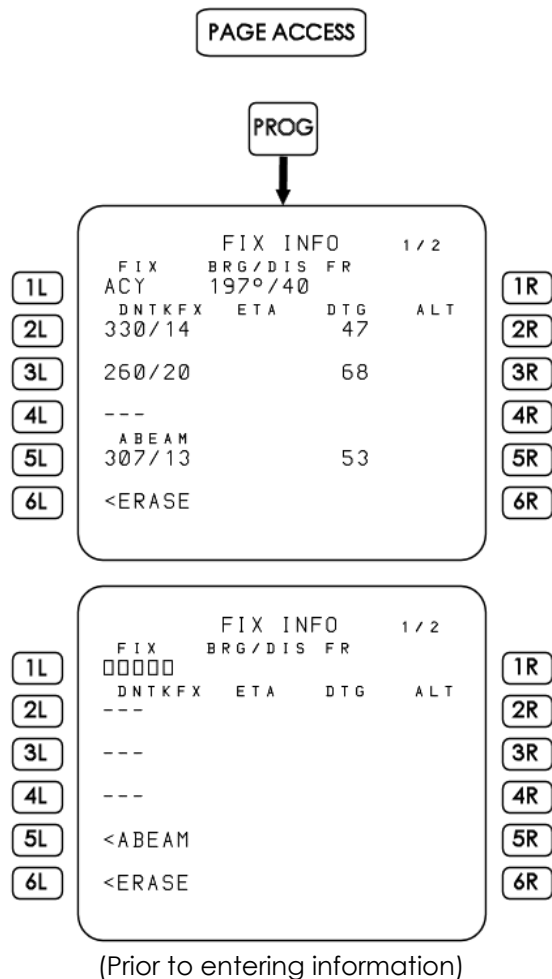 PAGE ACCESS
PROG
FIX INFO 1/2
FIX BRG/DIS FR
1L ACY 197º/40 1R
DNTKFX ETA DTG ALT
2L 330/14 47 2R
3L 260/20 68 3R
4L --- 4R
ABEAM
5L 307/13 53 5R
6L <ERASE 6R
FIX INFO 1/2
FIX BRG/DIS FR
1L ▯▯▯▯▯ 1R
DNTKFX ETA DTG ALT
2L --- 2R
3L --- 3R
4L --- 4R
5L <ABEAM 5R
6L <ERASE 6R
(Prior to entering information)